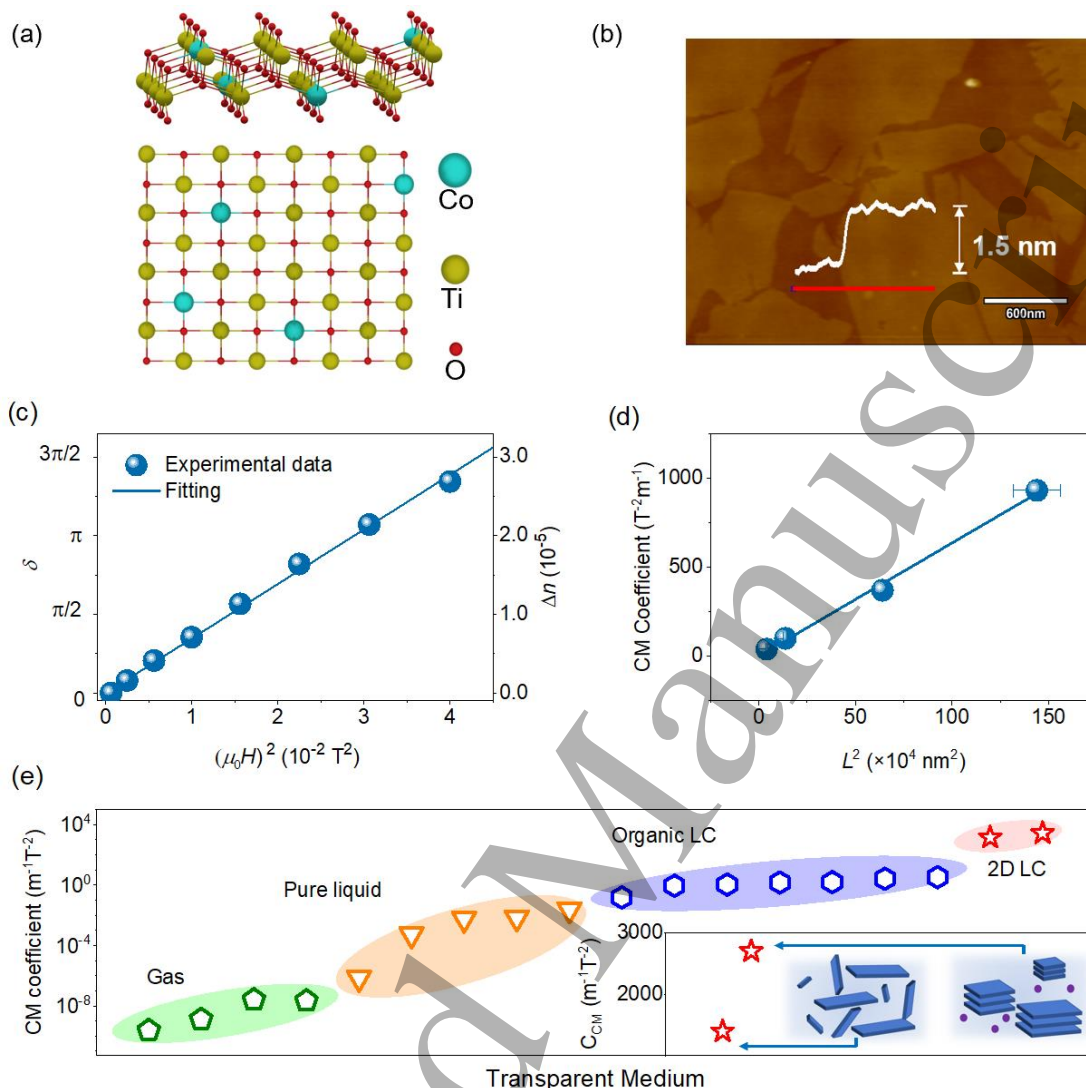 (a)
Co
Ti
O
(b)
1.5 nm
600nm
(c)
3π/2
π
π/2
0
δ
Experimental data
Fitting
3.0
2.0
1.0
0.0
Δn (10⁻⁵)
0 1 2 3 4
(μ₀H)² (10⁻² T²)
(d)
1000
500
0
CM Coefficient (T⁻²m⁻¹)
0 50 100 150
L² (×10⁴ nm²)
(e)
10⁴
10⁰
10⁻⁴
10⁻⁸
CM coefficient (m⁻¹T⁻²)
Gas
Pure liquid
Organic LC
2D LC
3000
2000
C_CM (m⁻¹T⁻²)
Transparent Medium
d Manuscri